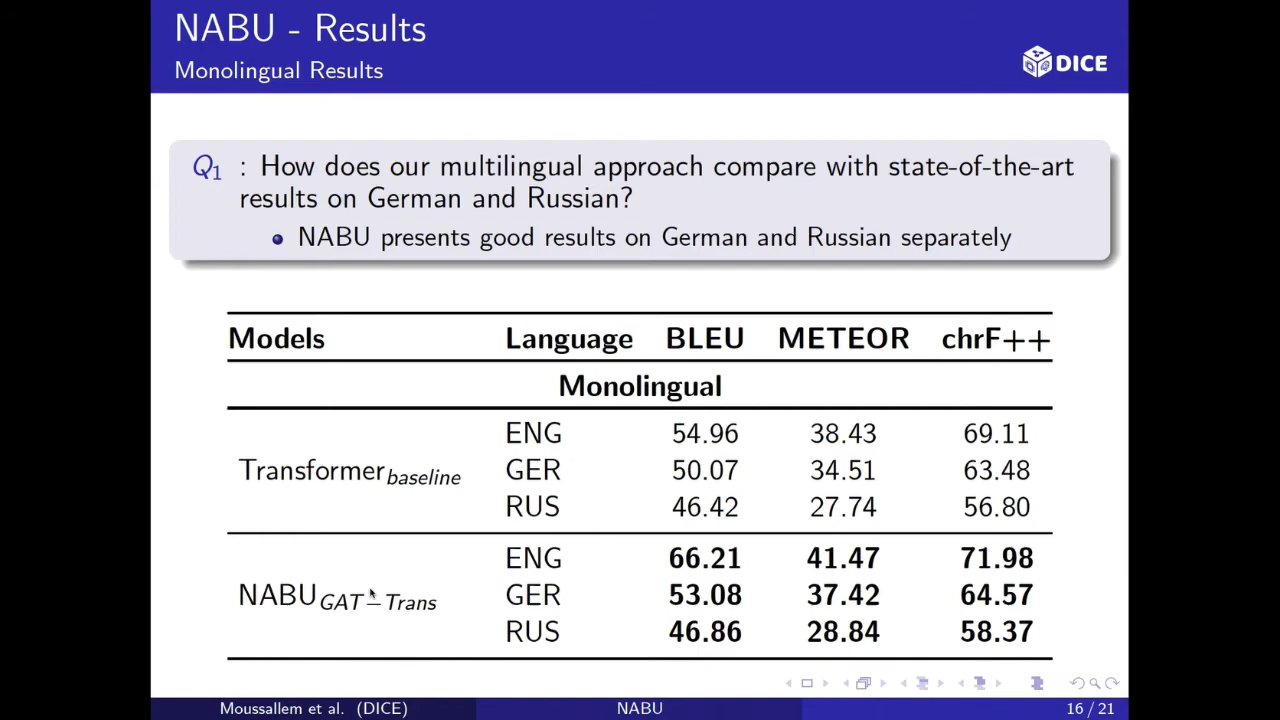 NABU - Results
Monolingual Results
DICE
Q1 : How does our multilingual approach compare with state-of-the-art
results on German and Russian?
NABU presents good results on German and Russian separately
Models Language BLEU METEOR chrF++
Monolingual
ENG 54.96 38.43 69.11
Transformer baseline GER 50.07 34.51 63.48
RUS 46.42 27.74 56.80
ENG 66.21 41.47 71.98
NABU GAT-Trans GER 53.08 37.42 64.57
RUS 46.86 28.84 58.37
Moussallem et al. (DICE) NABU 16 / 21